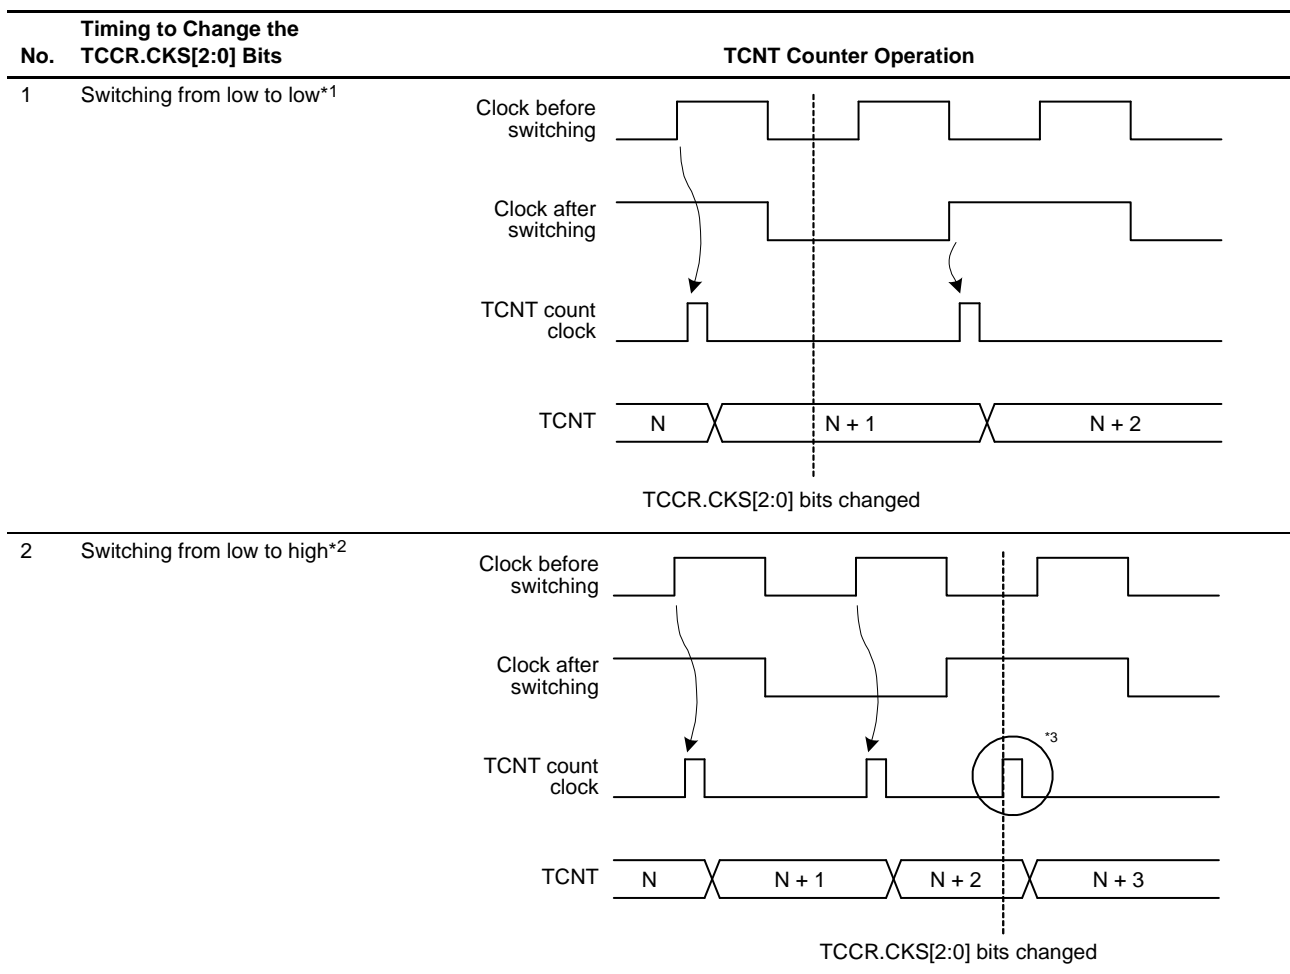 Timing to Change the
No. TCCR.CKS[2:0] Bits TCNT Counter Operation
1 Switching from low to low*1
Clock before
switching
Clock after
switching
TCNT count
clock
TCNT N N + 1 N + 2
TCCR.CKS[2:0] bits changed
2 Switching from low to high*2
Clock before
switching
Clock after
switching
*3
TCNT count
clock
TCNT N N + 1 N + 2 N + 3
TCCR.CKS[2:0] bits changed